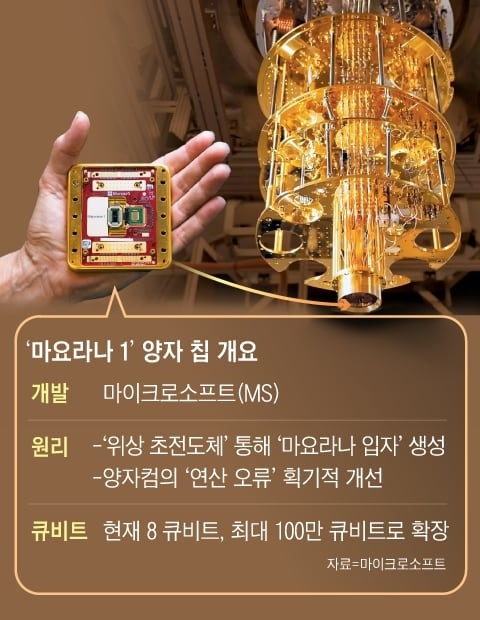 Microsoft
Majorana 1
‘마요라나 1’ 양자 칩 개요
개발 마이크로소프트(MS)
원리 -‘위상 초전도체’ 통해 ‘마요라나 입자’ 생성
-양자컴의 ‘연산 오류’ 획기적 개선
큐비트 현재 8 큐비트, 최대 100만 큐비트로 확장
자료=마이크로소프트